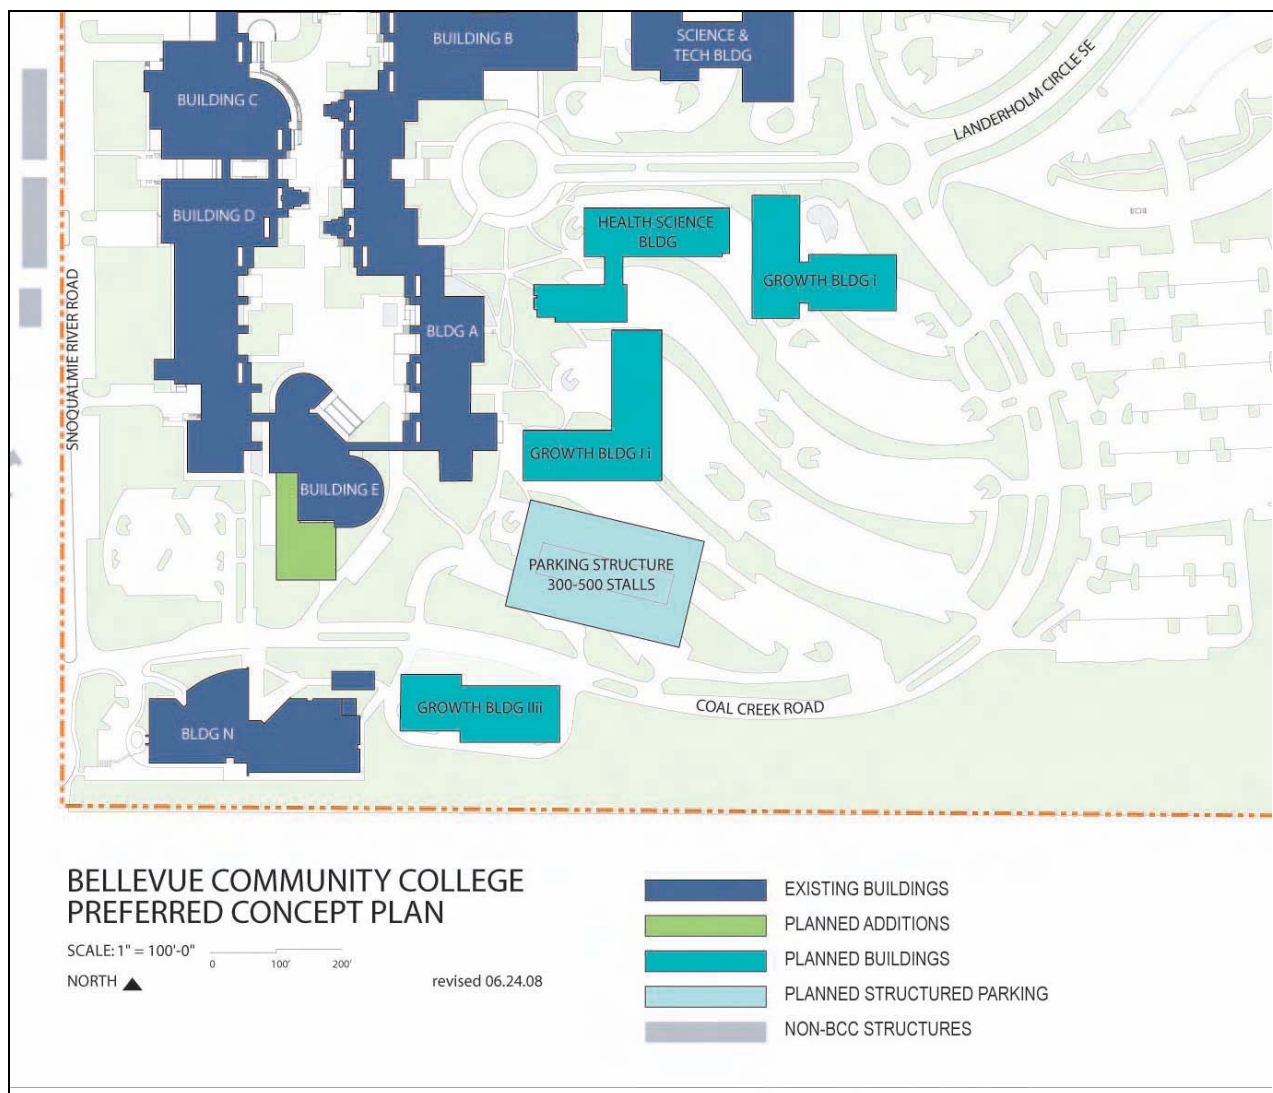 BUILDING B
SCIENCE &
TECH BLDG
BUILDING C
LANDERHOLM CIRCLE SE
BUILDING D
HEALTH SCIENCE
BLDG
GROWTH BLDG i
SNOQUALMIE RIVER ROAD
BLDG A
GROWTH BLDG I i
BUILDING E
PARKING STRUCTURE
300-500 STALLS
COAL CREEK ROAD
GROWTH BLDG IIii
BLDG N
BELLEVUE COMMUNITY COLLEGE
PREFERRED CONCEPT PLAN
SCALE: 1" = 100'-0"
0 100' 200'
NORTH
revised 06.24.08
EXISTING BUILDINGS
PLANNED ADDITIONS
PLANNED BUILDINGS
PLANNED STRUCTURED PARKING
NON-BCC STRUCTURES